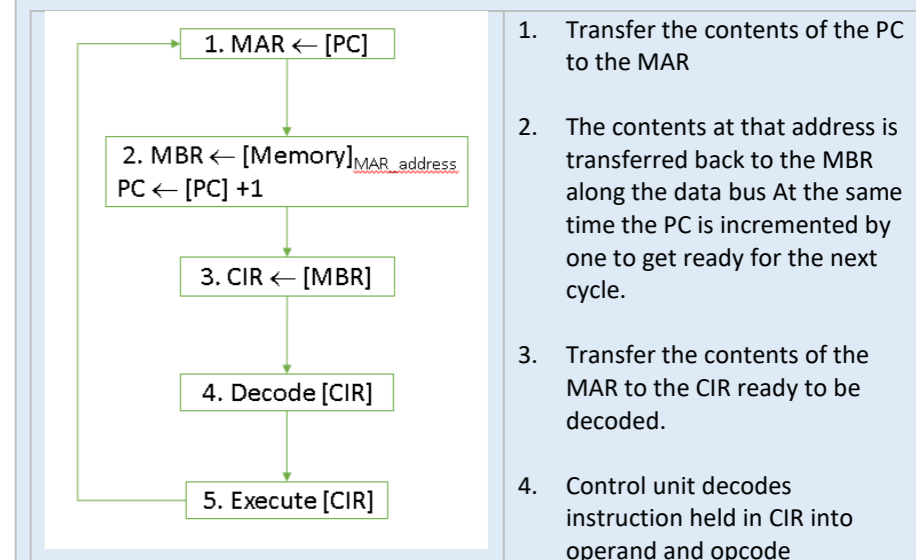 1. MAR ← [PC]
2. MBR ← [Memory]MAR_address
PC ← [PC] +1
3. CIR ← [MBR]
4. Decode [CIR]
5. Execute [CIR]
1. Transfer the contents of the PC
to the MAR
2. The contents at that address is
transferred back to the MBR
along the data bus At the same
time the PC is incremented by
one to get ready for the next
cycle.
3. Transfer the contents of the
MAR to the CIR ready to be
decoded.
4. Control unit decodes
instruction held in CIR into
operand and opcode